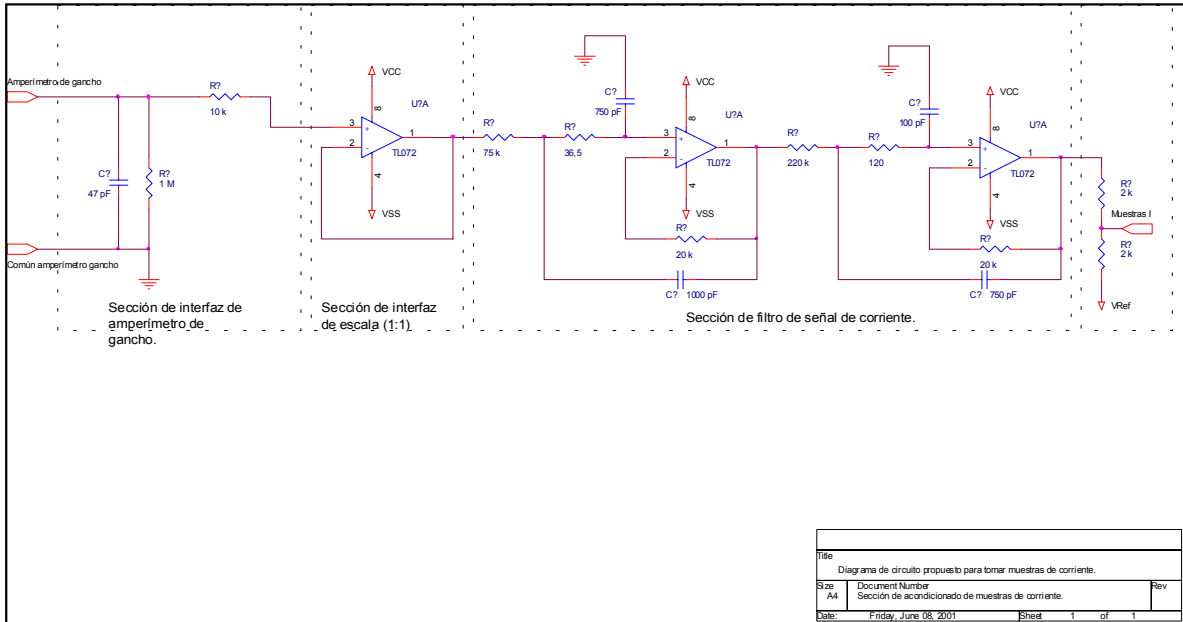 Amperímetro de gancho
Común amperímetro gancho
C?
47 pF
R?
1 M
R?
10 k
Sección de interfaz de
amperímetro de
gancho.
VCC
8
U?A
3
+
2
-
1
TL072
4
VSS
Sección de interfaz
de escala (1:1)
R?
75 k
R?
36,5
C?
750 pF
VCC
8
U?A
3
+
2
-
1
TL072
4
VSS
R?
20 k
C? 1000 pF
R?
220 k
R?
120
C?
100 pF
VCC
8
U?A
3
+
2
-
1
TL072
4
VSS
R?
20 k
C? 750 pF
Sección de filtro de señal de corriente.
R?
2 k
Muestras I
R?
2 k
VRef
Title
Diagrama de circuito propuesto para tomar muestras de corriente.
Size Document Number Rev
A4 Sección de acondicionado de muestras de corriente.
Date: Friday, June 08, 2001 Sheet 1 of 1